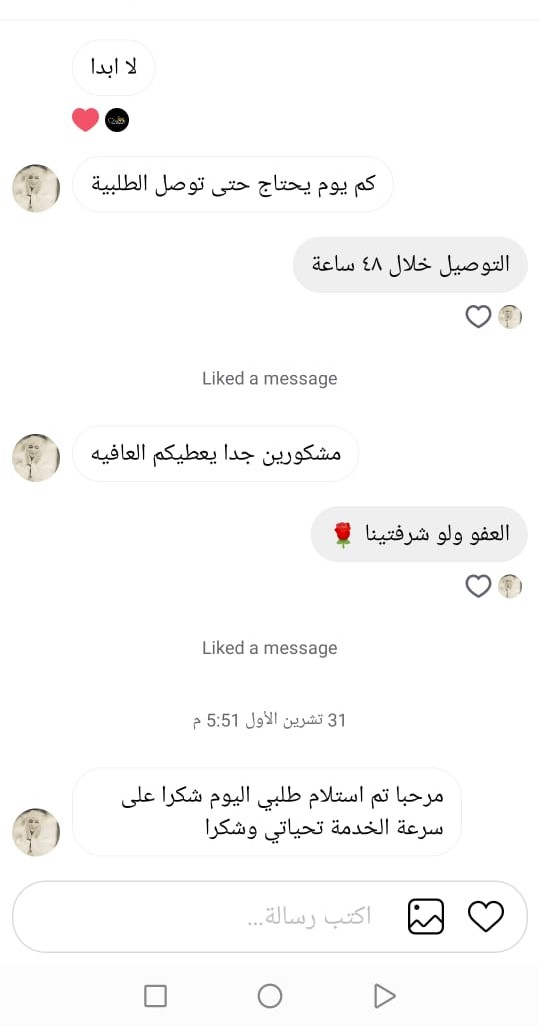 لا ابدا
كم يوم يحتاج حتى توصل الطلبية
التوصيل خلال ٤٨ ساعة
Liked a message
مشكورين جدا يعطيكم العافيه
العفو ولو شرفتينا 🌹
Liked a message
31 تشرين الأول 5:51 م
مرحبا تم استلام طلبي اليوم شكرا على
سرعة الخدمة تحياتي وشكرا
اكتب رسالة...